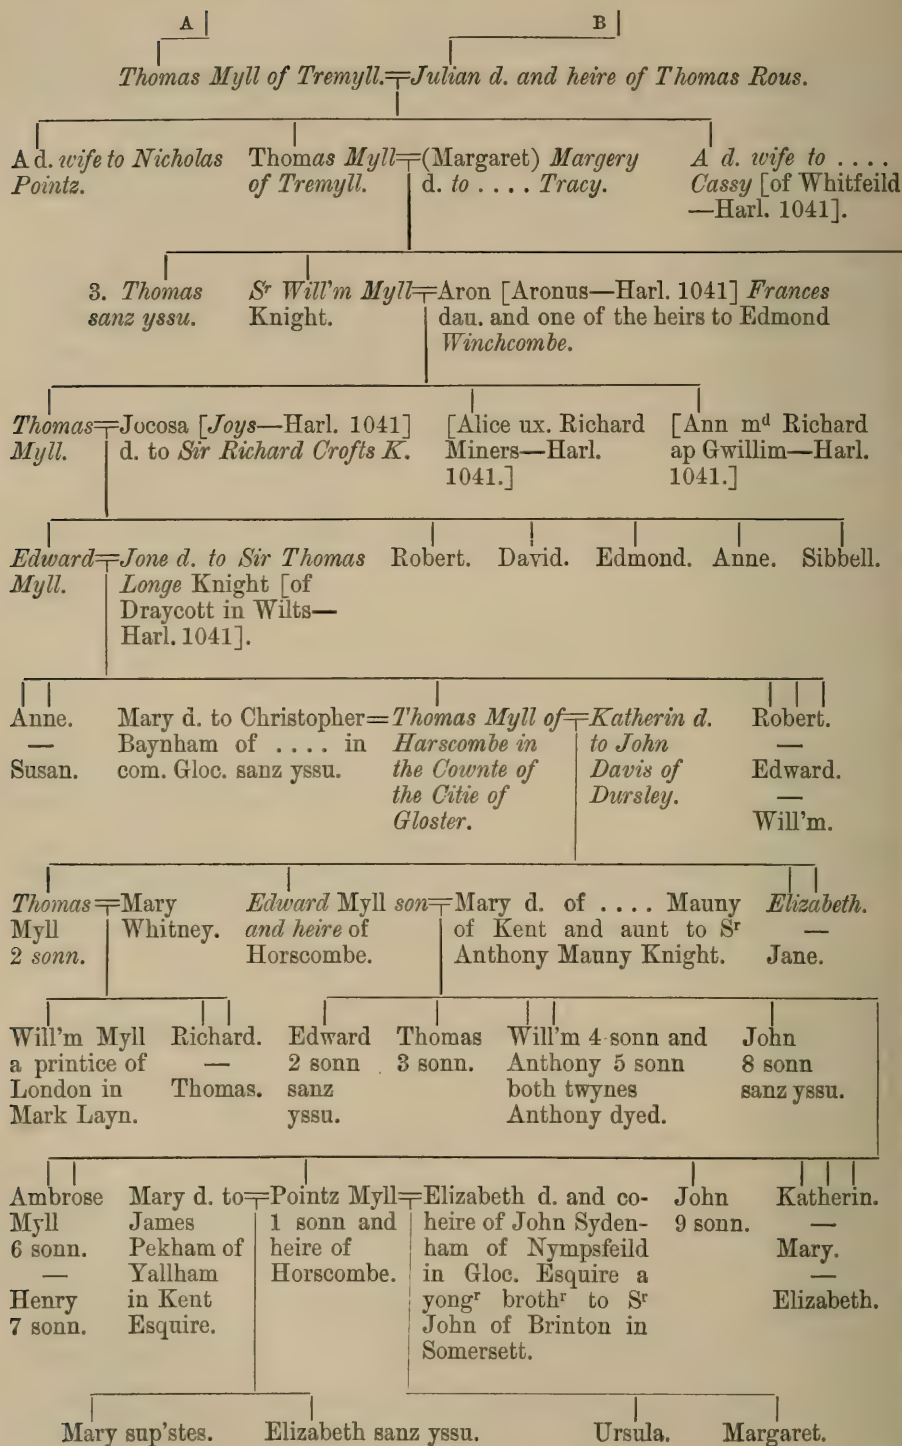 A B
Thomas Myll of Tremyll.=Julian d. and heire of Thomas Rous.
A d. wife to Nicholas Pointz.
Thomas Myll of Tremyll.=(Margaret) Margery d. to .... Tracy.
A d. wife to .... Cassy [of Whitfeild—Harl. 1041].
3. Thomas sanz yssu.
Sʳ Will'm Myll Knight.=Aron [Aronus—Harl. 1041] Frances dau. and one of the heirs to Edmond Winchcombe.
Thomas Myll.=Jocosa [Joys—Harl. 1041] d. to Sir Richard Crofts K.
[Alice ux. Richard Miners—Harl. 1041.]
[Ann mᵈ Richard ap Gwillim—Harl. 1041.]
Edward Myll.=Jone d. to Sir Thomas Longe Knight [of Draycott in Wilts—Harl. 1041].
Robert. David. Edmond. Anne. Sibbell.
Anne.
—
Susan.
Mary d. to Christopher Baynham of .... in com. Gloc. sanz yssu.=Thomas Myll of Harscombe in the Cownte of the Citie of Gloster.=Katherin d. to John Davis of Dursley.
Robert.
—
Edward.
—
Will'm.
Thomas Myll 2 sonn.=Mary Whitney.
Edward Myll son and heire of Horscombe.=Mary d. of .... Mauny of Kent and aunt to Sʳ Anthony Mauny Knight.
Elizabeth.
—
Jane.
Will'm Myll a printice of London in Mark Layn.
Richard.
—
Thomas.
Edward 2 sonn sanz yssu.
Thomas 3 sonn.
Will'm 4 sonn and Anthony 5 sonn both twynes Anthony dyed.
John 8 sonn sanz yssu.
Ambrose Myll 6 sonn.
—
Henry 7 sonn.
Mary d. to James Pekham of Yallham in Kent Esquire.=Pointz Myll 1 sonn and heire of Horscombe.=Elizabeth d. and co-heire of John Sydenham of Nympsfeild in Gloc. Esquire a yongʳ brothʳ to Sʳ John of Brinton in Somersett.
John 9 sonn.
Katherin.
—
Mary.
—
Elizabeth.
Mary sup'stes. Elizabeth sanz yssu. Ursula. Margaret.